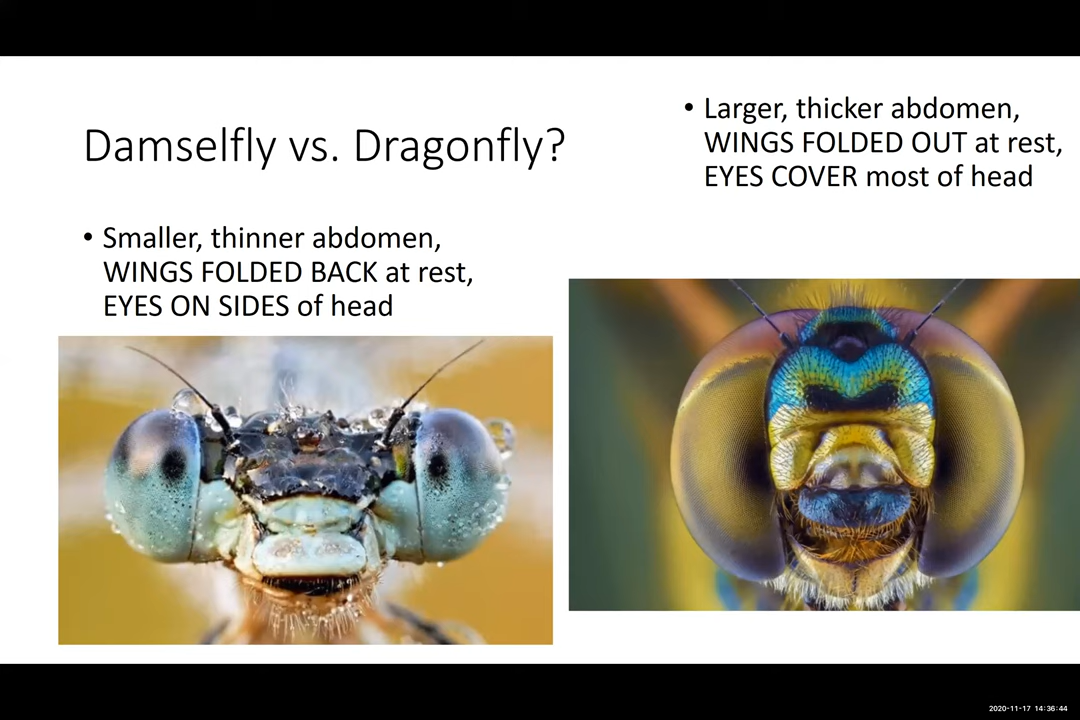 Damselfly vs. Dragonfly?
• Smaller, thinner abdomen,
WINGS FOLDED BACK at rest,
EYES ON SIDES of head
• Larger, thicker abdomen,
WINGS FOLDED OUT at rest,
EYES COVER most of head
2020-11-17 14:36:44